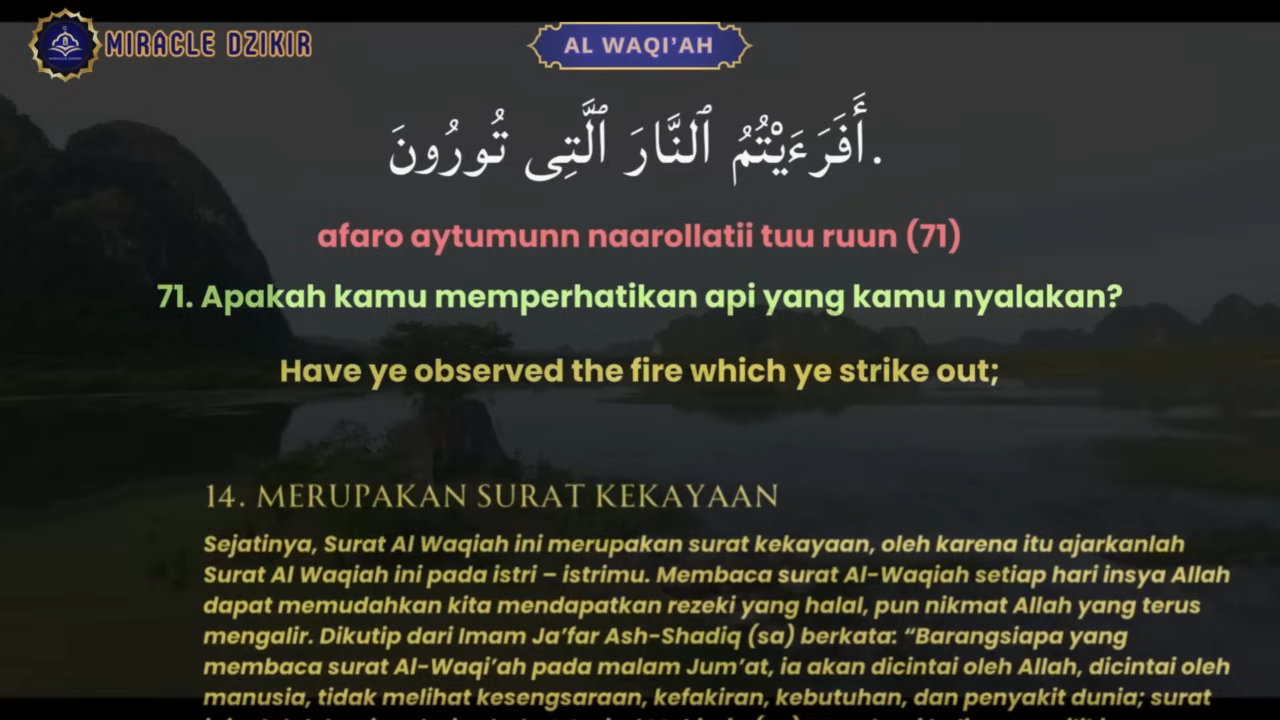 MIRACLE DZIKIR
AL WAQI'AH
أَفَرَءَيْتُمُ ٱلنَّارَ ٱلَّتِى تُورُونَ.
afaro aytumunn naarollatii tuu ruun (71)
71. Apakah kamu memperhatikan api yang kamu nyalakan?
Have ye observed the fire which ye strike out;
14. MERUPAKAN SURAT KEKAYAAN
Sejatinya, Surat Al Waqiah ini merupakan surat kekayaan, oleh karena itu ajarkanlah
Surat Al Waqiah ini pada istri – istrimu. Membaca surat Al-Waqiah setiap hari insya Allah
dapat memudahkan kita mendapatkan rezeki yang halal, pun nikmat Allah yang terus
mengalir. Dikutip dari Imam Ja'far Ash-Shadiq (sa) berkata: “Barangsiapa yang
membaca surat Al-Waqi'ah pada malam Jum'at, ia akan dicintai oleh Allah, dicintai oleh
manusia, tidak melihat kesengsaraan, kefakiran, kebutuhan, dan penyakit dunia; surat